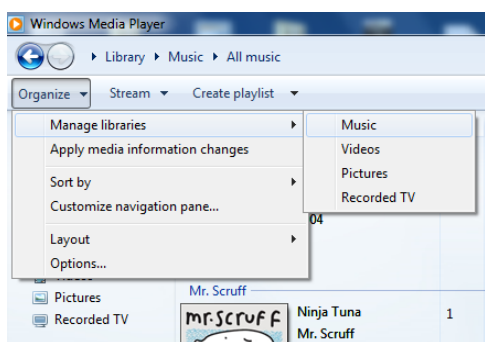 Windows Media Player
Library Music All music
Organize Stream Create playlist
Manage libraries
Apply media information changes
Sort by
Customize navigation pane...
Layout
Options...
Music
Videos
Pictures
Recorded TV
04
Pictures
Recorded TV
Mr. Scruff
mr.scruff
Ninja Tuna
Mr. Scruff
1